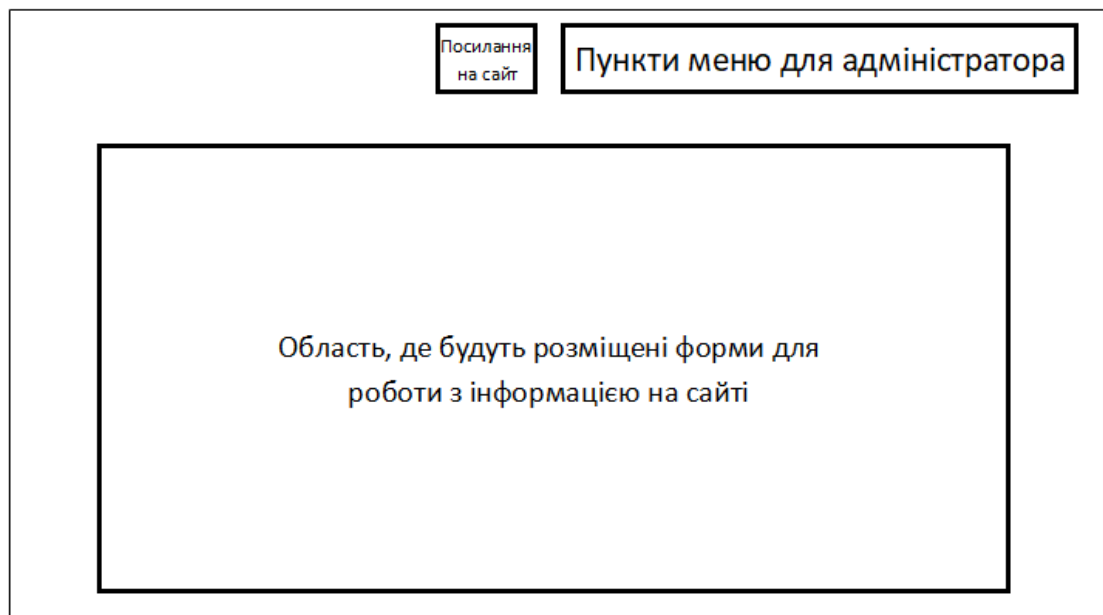 Посилання
на сайт
Пункти меню для адміністратора
Область, де будуть розміщені форми для
роботи з інформацією на сайті